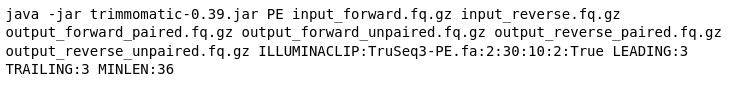 java -jar trimmomatic-0.39.jar PE input_forward.fq.gz input_reverse.fq.gz
output_forward_paired.fq.gz output_forward_unpaired.fq.gz output_reverse_paired.fq.gz
output_reverse_unpaired.fq.gz ILLUMINACLIP:TruSeq3-PE.fa:2:30:10:2:True LEADING:3
TRAILING:3 MINLEN:36